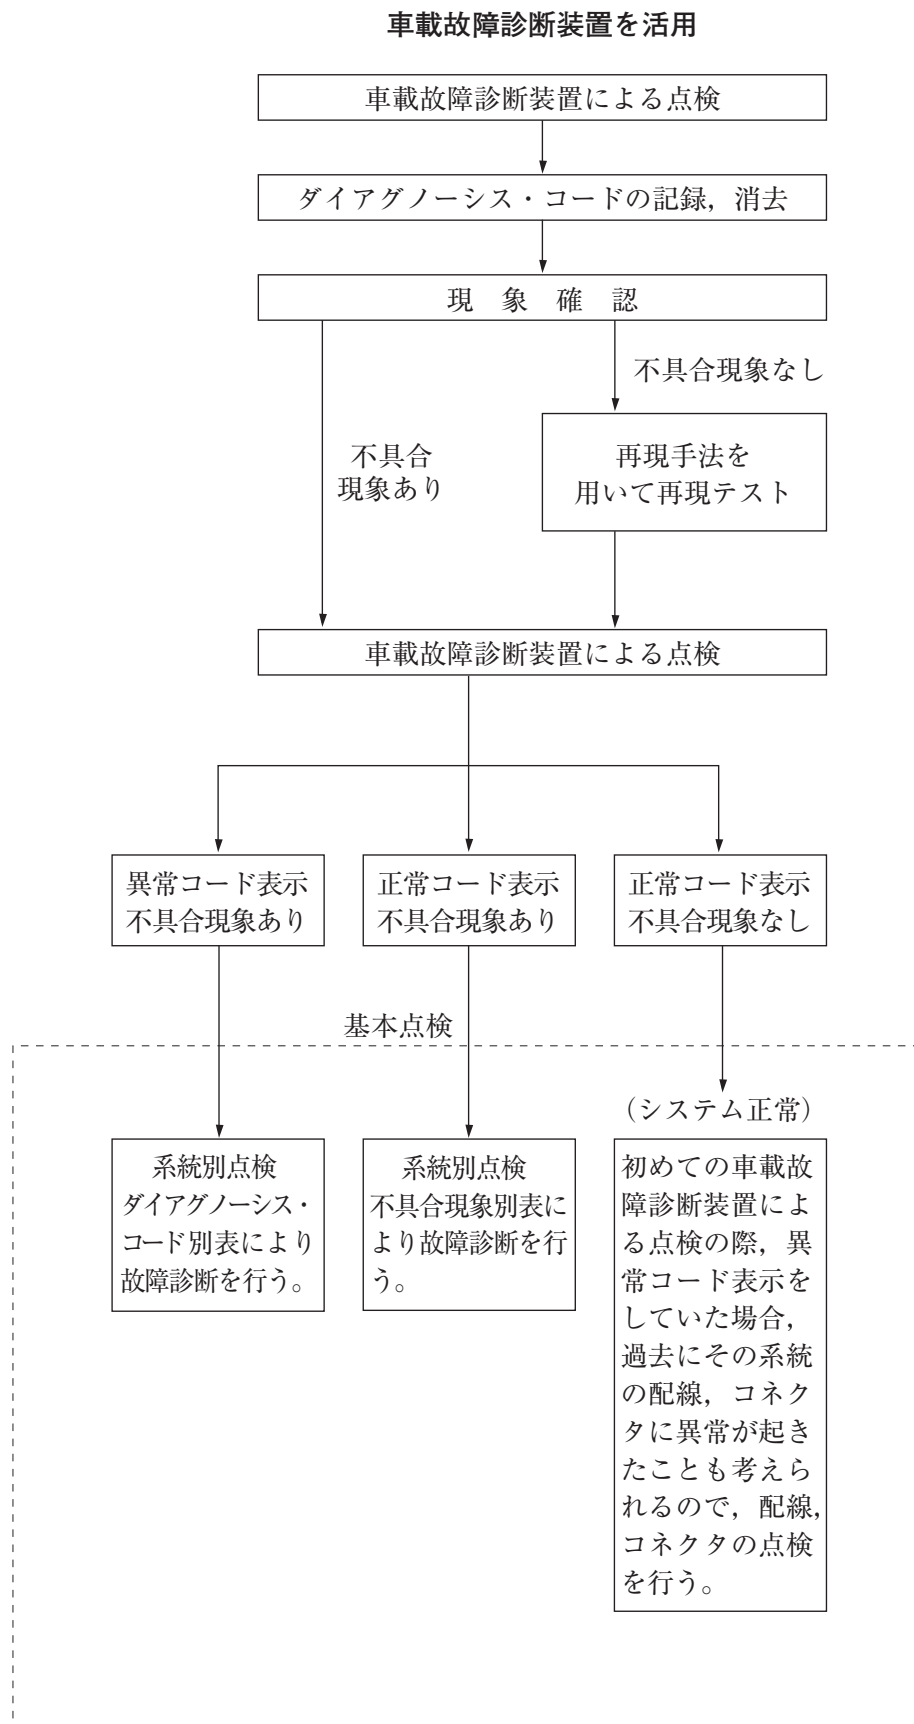 車載故障診断装置を活用
車載故障診断装置による点検
ダイアグノーシス・コードの記録，消去
現　象　確　認
不具合現象なし
不具合
現象あり
再現手法を
用いて再現テスト
車載故障診断装置による点検
異常コード表示
不具合現象あり
正常コード表示
不具合現象あり
正常コード表示
不具合現象なし
基本点検
系統別点検
ダイアグノーシス・
コード別表により
故障診断を行う。
系統別点検
不具合現象別表に
より故障診断を行
う。
（システム正常）
初めての車載故
障診断装置によ
る点検の際，異
常コード表示を
していた場合，
過去にその系統
の配線，コネク
タに異常が起き
たことも考えら
れるので，配線，
コネクタの点検
を行う。